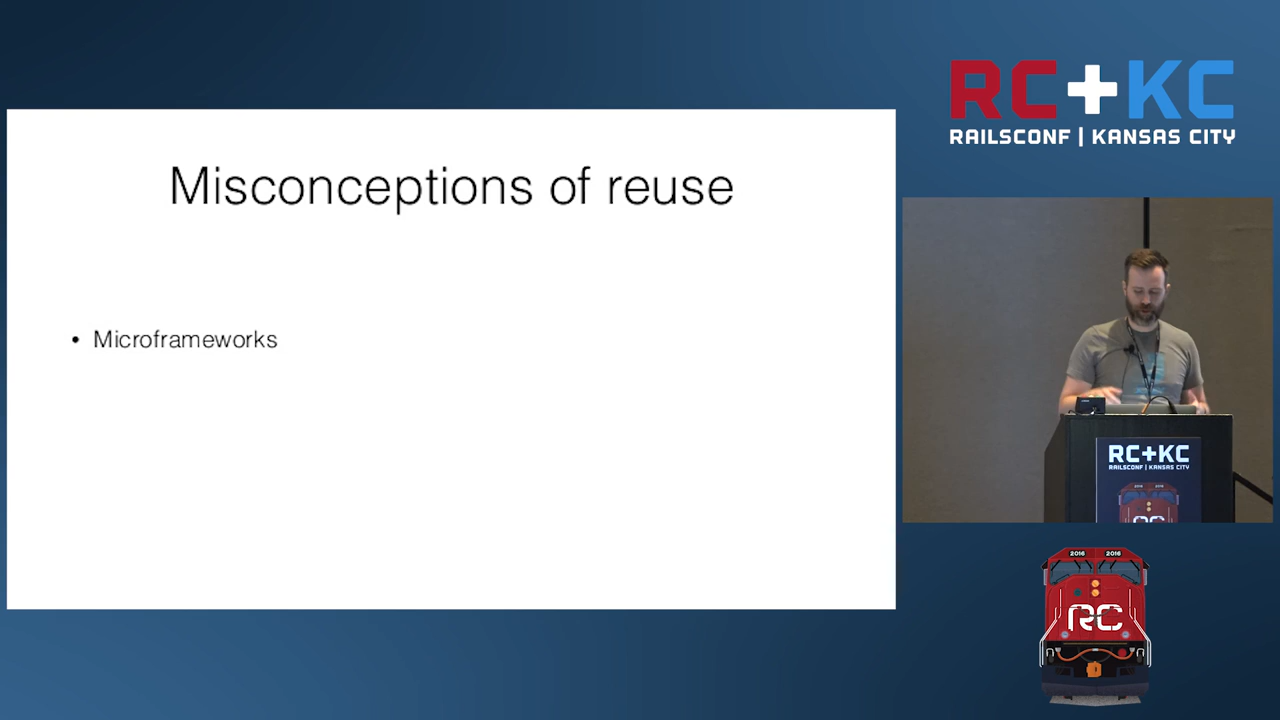 Misconceptions of reuse
• Microframeworks
RC+KC
RAILSCONF | KANSAS CITY
RC+KC
RAILSCONF | KANSAS CITY
2016 2016
RC